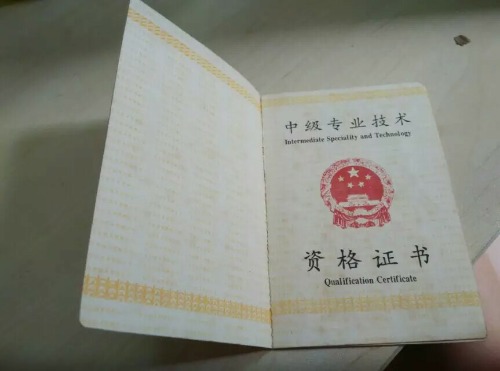 中级专业技术
Intermediate Speciality and Technology
资格证书
Qualification Certificate